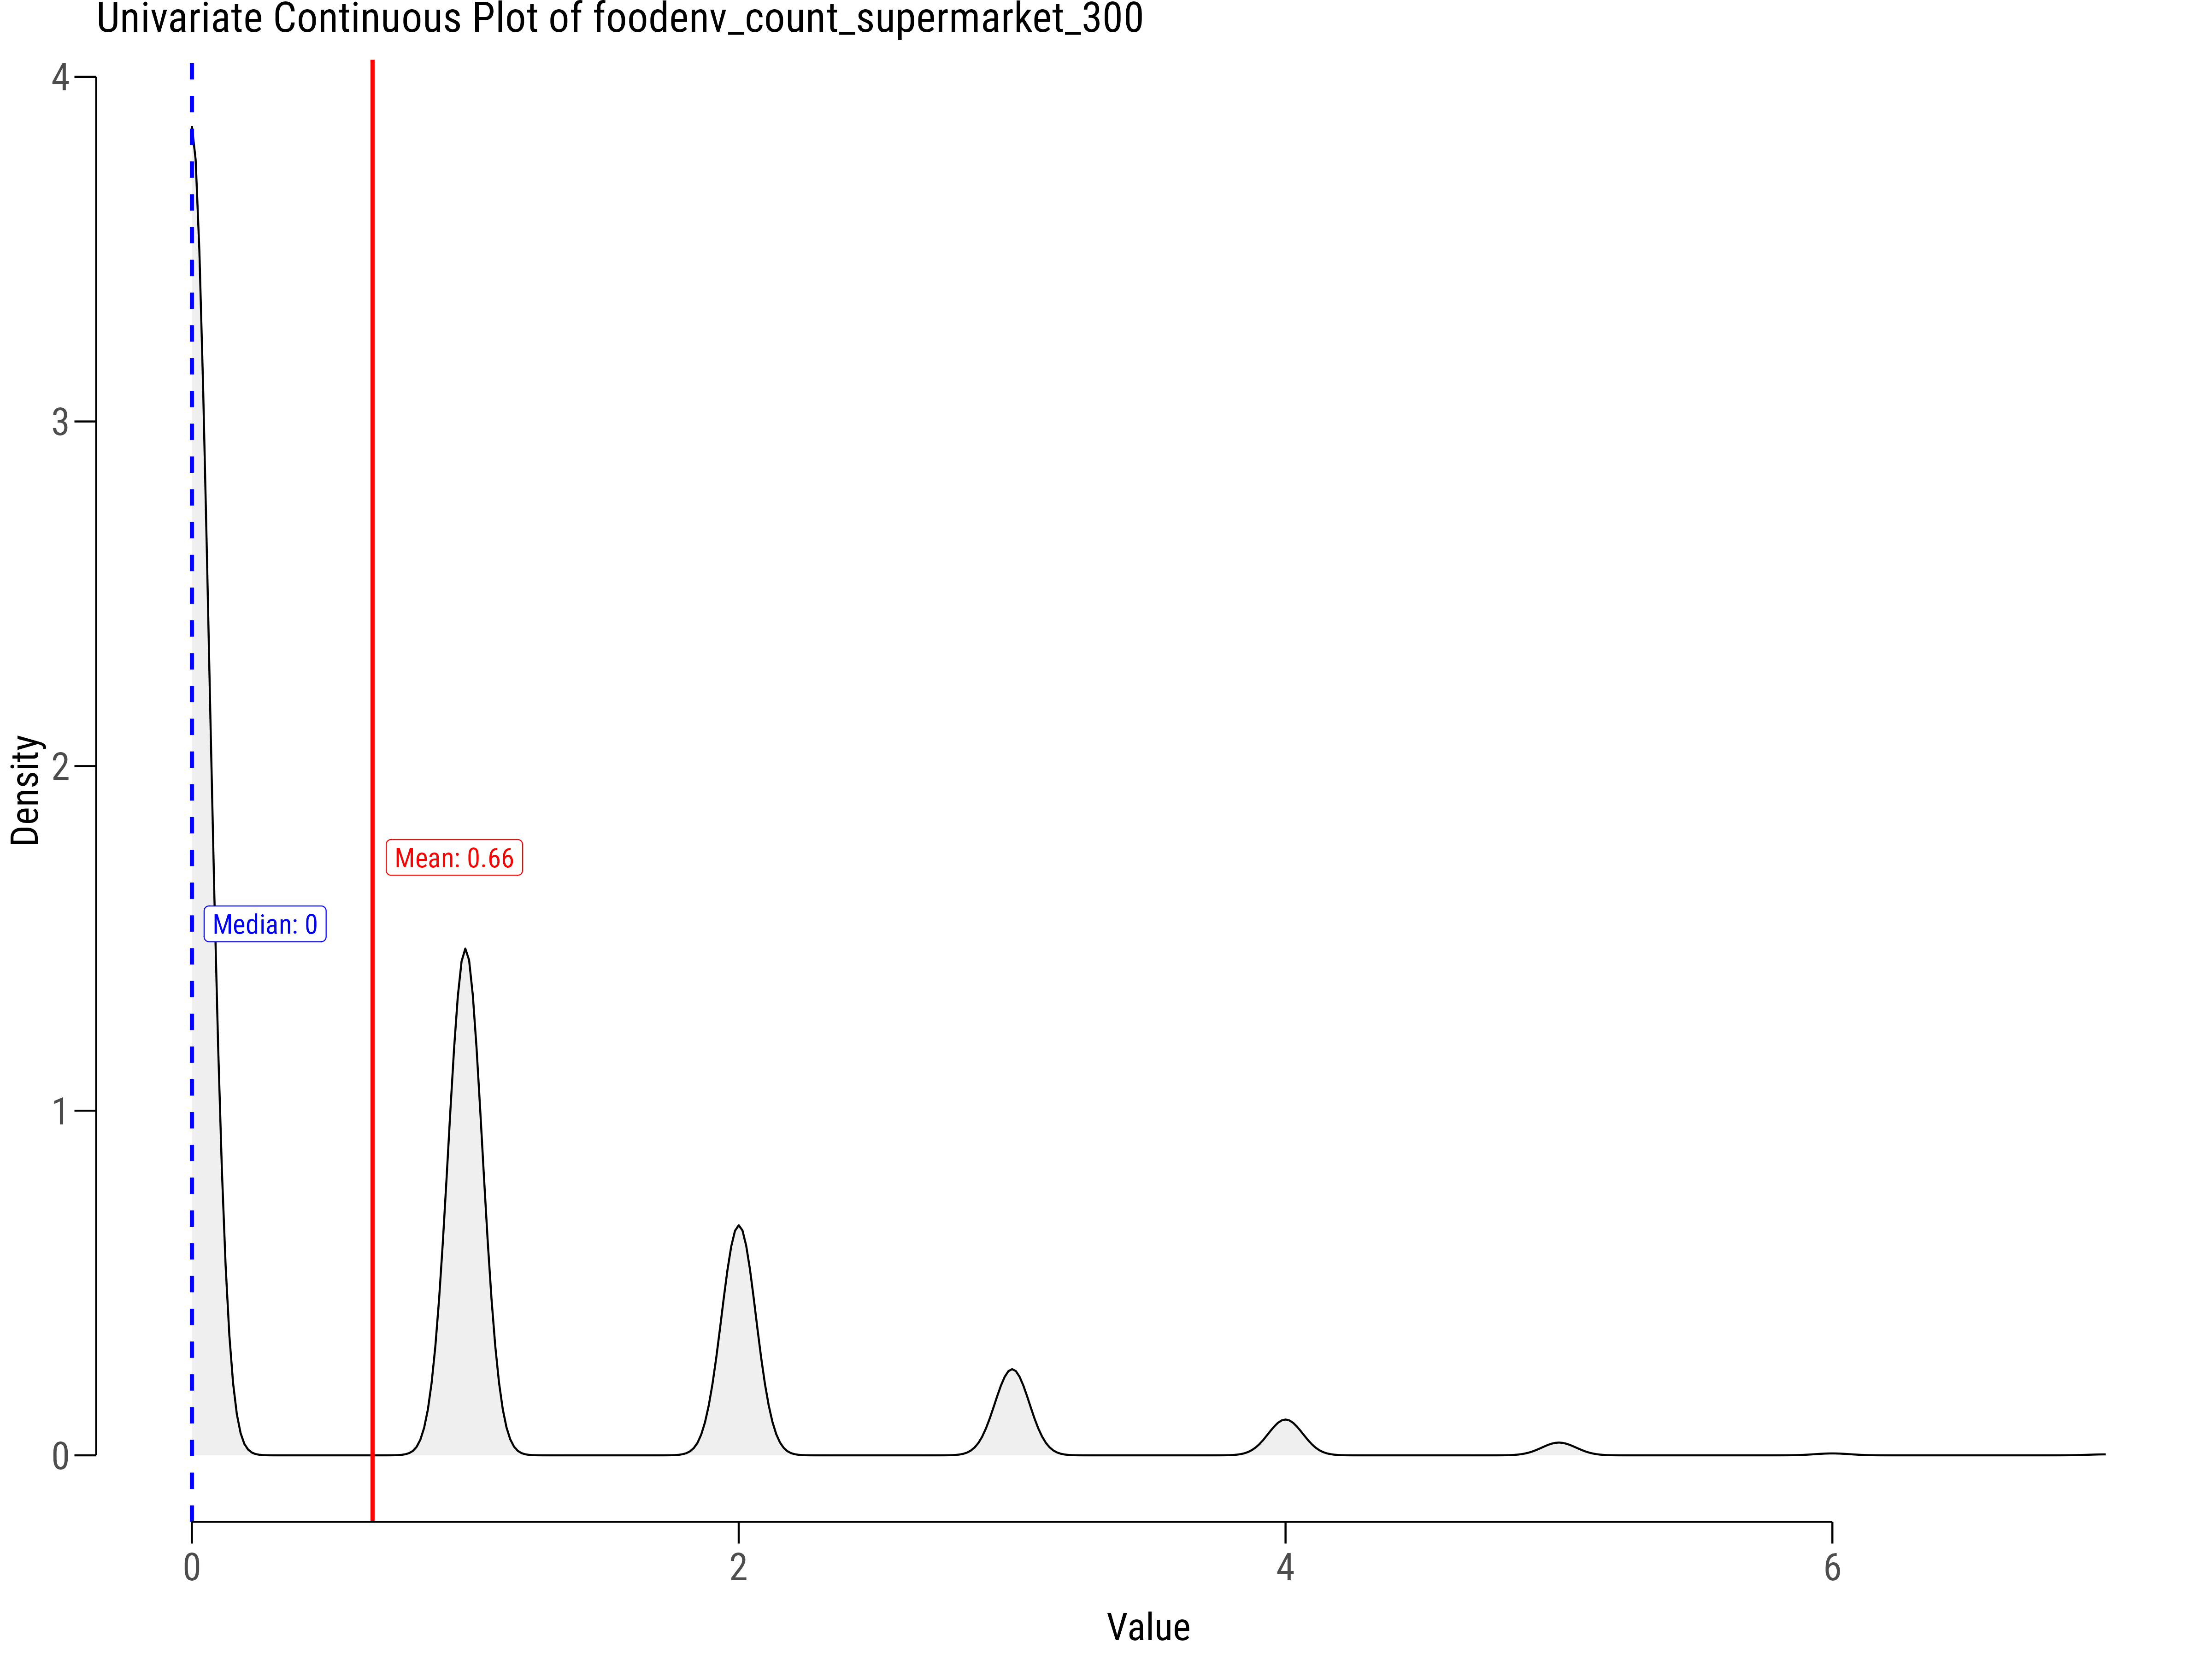 Univariate Continuous Plot of foodenv_count_supermarket_300
4
3
2
1
0
Density
Mean: 0.66
Median: 0
0 2 4 6
Value